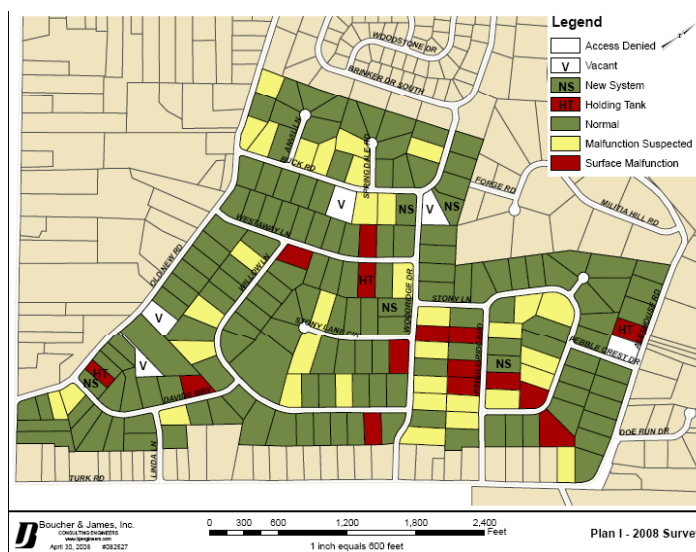 Legend
Access Denied
V Vacant
NS New System
HT Holding Tank
Normal
Malfunction Suspected
Surface Malfunction
WOODSTONE DR
BRINKER DR SOUTH
BUCK RD
SPRINGDALE RD
FORGE RD
MILITIA HILL RD
V
NS
V
NS
WESTAWAY LN
OLD NEW RD
WILLOW LN
HT
NS
WOODRIDGE DR
STONY LN
STONY LANE CIR
V
V
HT
NS
DAVIS
LINDA LN
TURK RD
NS
HT
PEBBLE CREST DR
DOE RUN DR
Boucher & James, Inc.
CONSULTING ENGINEERS
April 30, 2008 #082527
0 300 600 1,200 1,800 2,400
Feet
1 inch equals 600 feet
Plan I - 2008 Surve